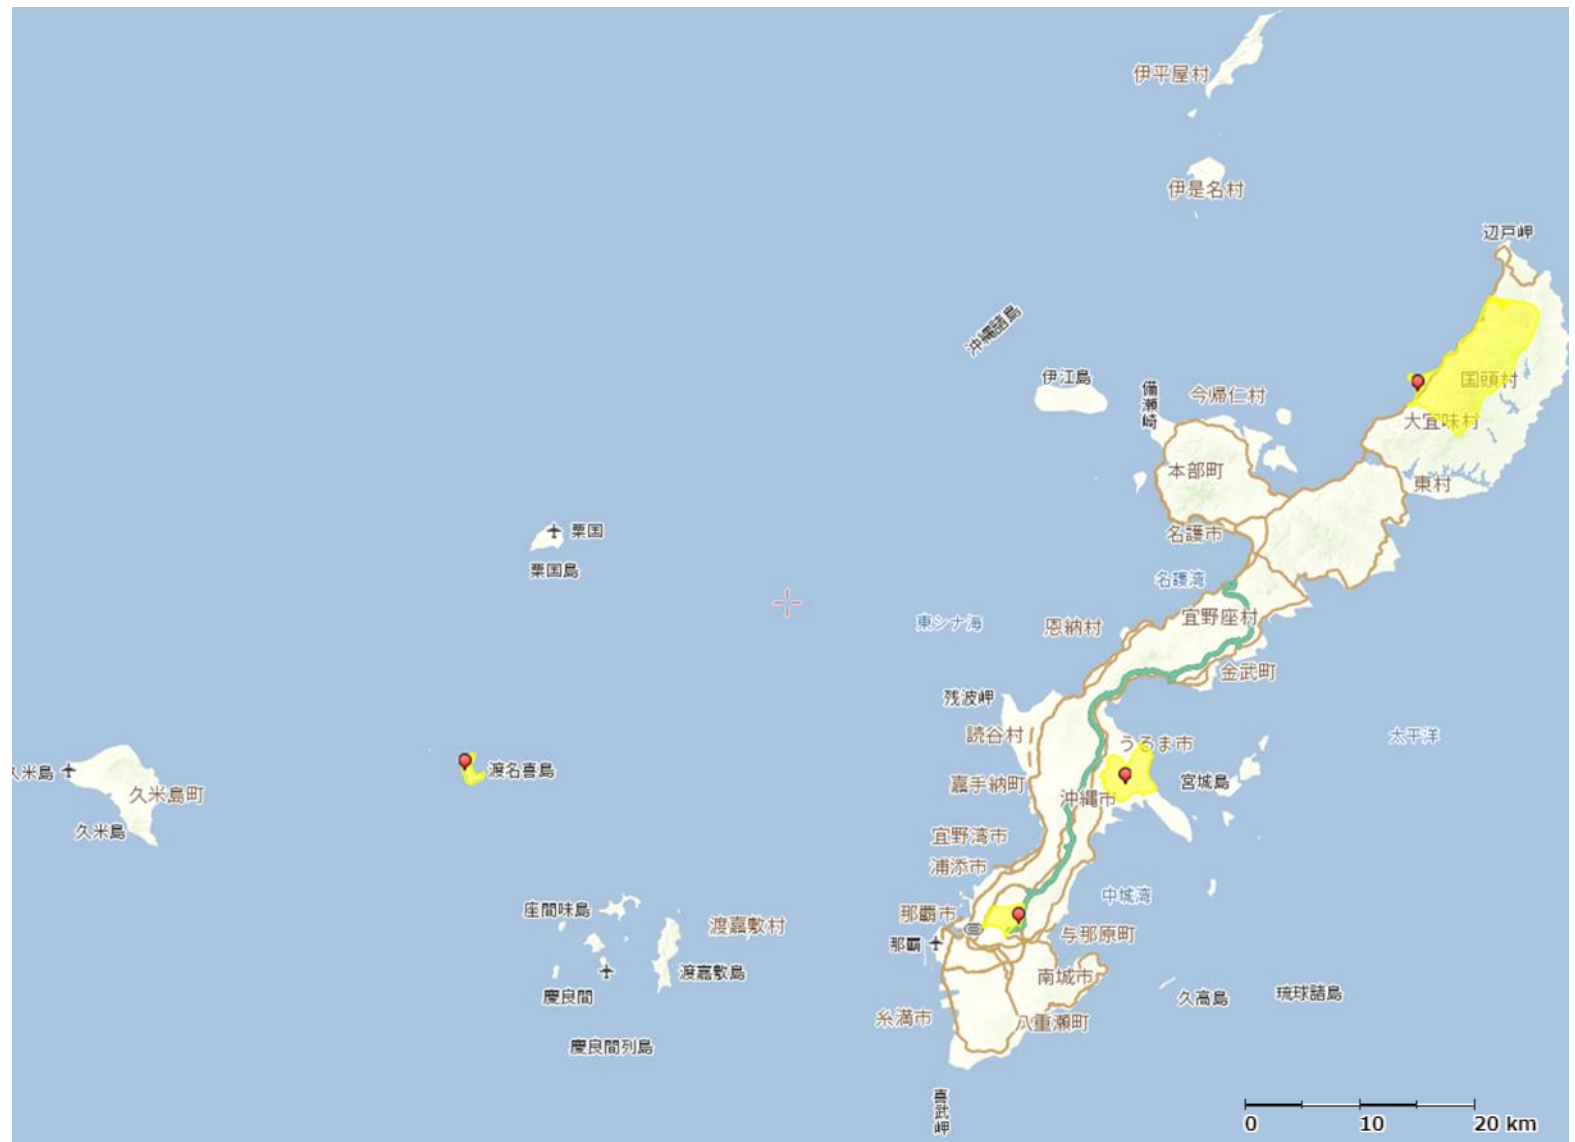 伊平屋村
伊是名村
辺戸岬
沖縄諸島
伊江島
備瀬崎
今帰仁村
国頭村
大宜味村
本部町
東村
粟国
名護市
粟国島
名護湾
東シナ海
恩納村
宜野座村
金武町
残波岬
読谷村
うるま市
太平洋
久米島
渡名喜島
嘉手納町
宮城島
久米島町
沖縄市
久米島
宜野湾市
浦添市
中城湾
座間味島
那覇市
渡嘉敷村
与那原町
那覇
渡嘉敷島
南城市
慶良間
久高島
琉球諸島
糸満市
八重瀬町
慶良間列島
喜武岬
0 10 20 km